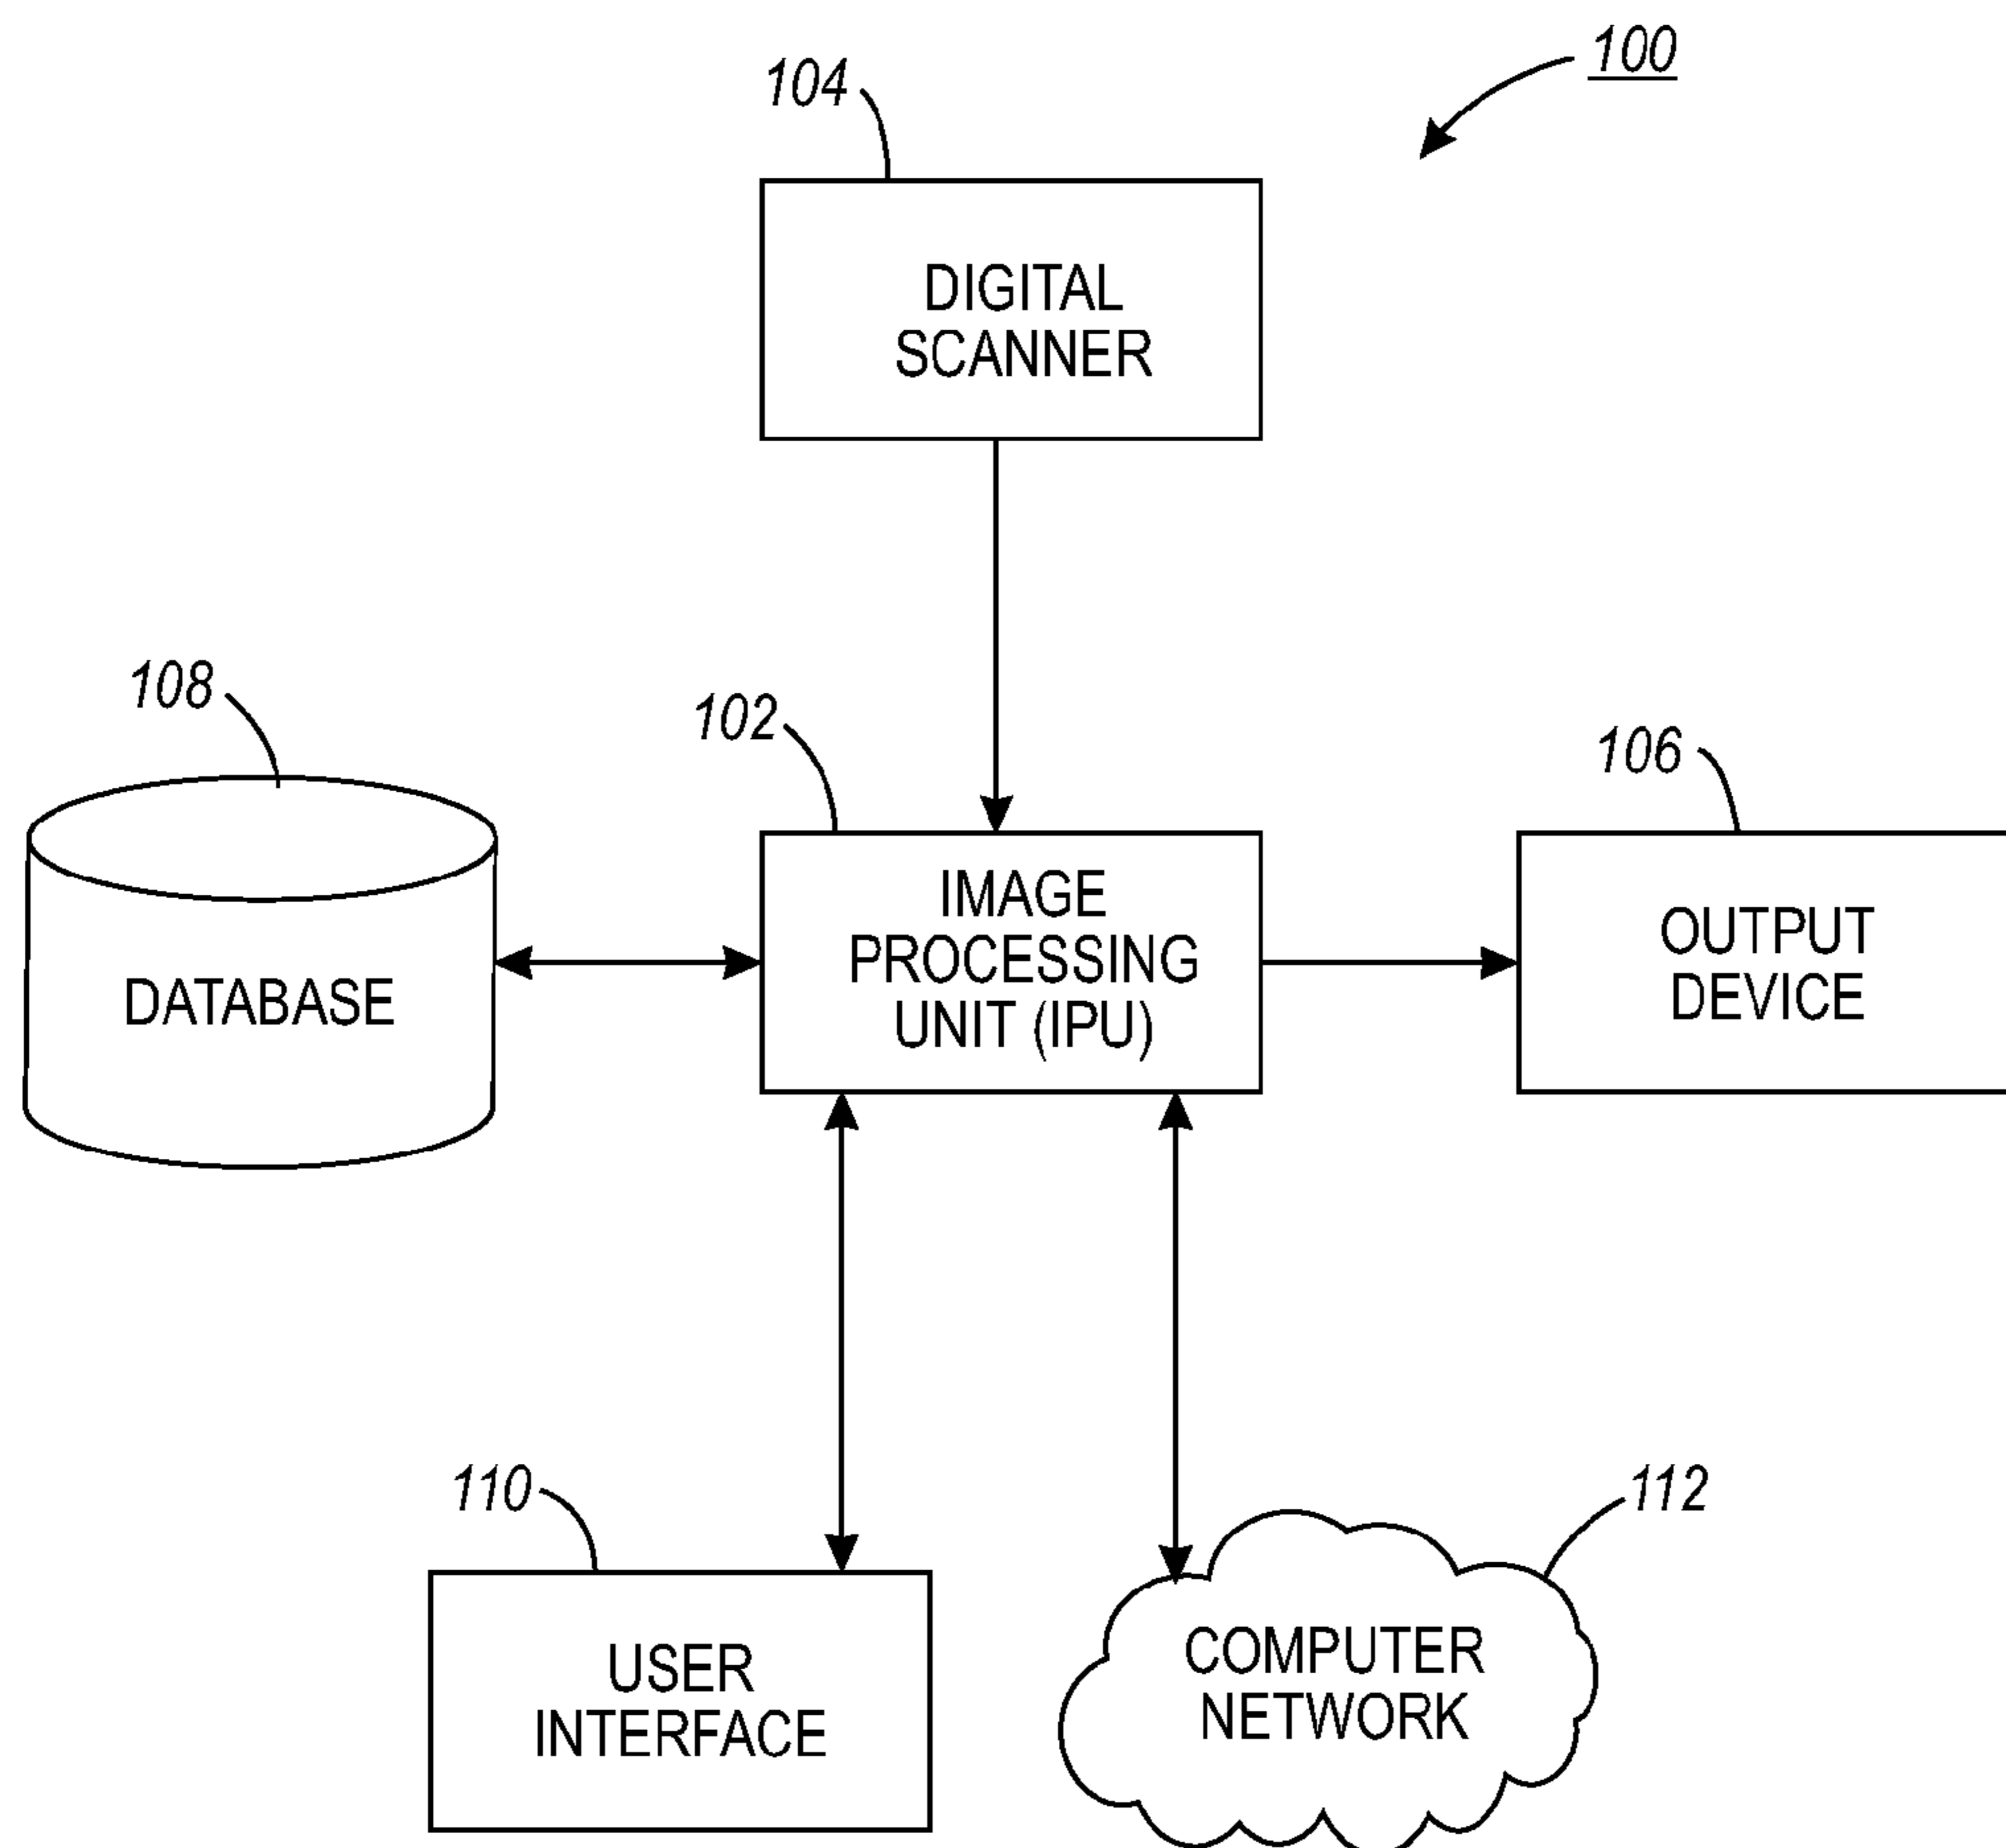 100
104
DIGITAL
SCANNER
108
102
106
IMAGE
PROCESSING
UNIT (IPU)
OUTPUT
DEVICE
DATABASE
110
112
USER
INTERFACE
COMPUTER
NETWORK